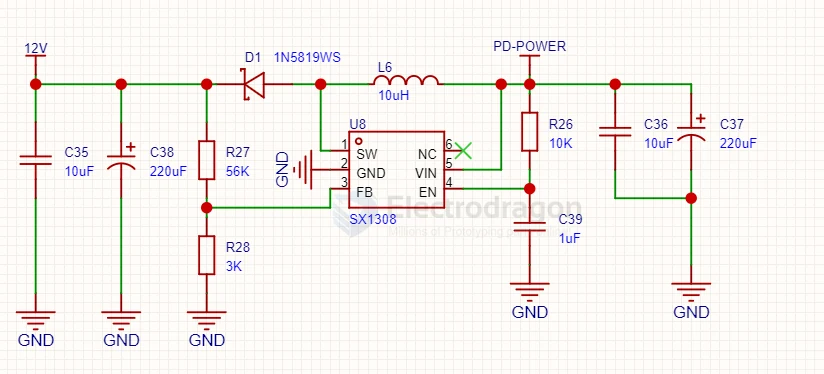 12V
D1 1N5819WS
L6
10uH
PD-POWER
C35
10uF
C38
220uF
R27
56K
R28
3K
GND
U8
1
2
3
SW
GND
FB
NC
VIN
EN
6
5
4
SX1308
R26
10K
C36
10uF
C37
220uF
C39
1uF
Electrodragon
GND
GND
GND
GND
GND